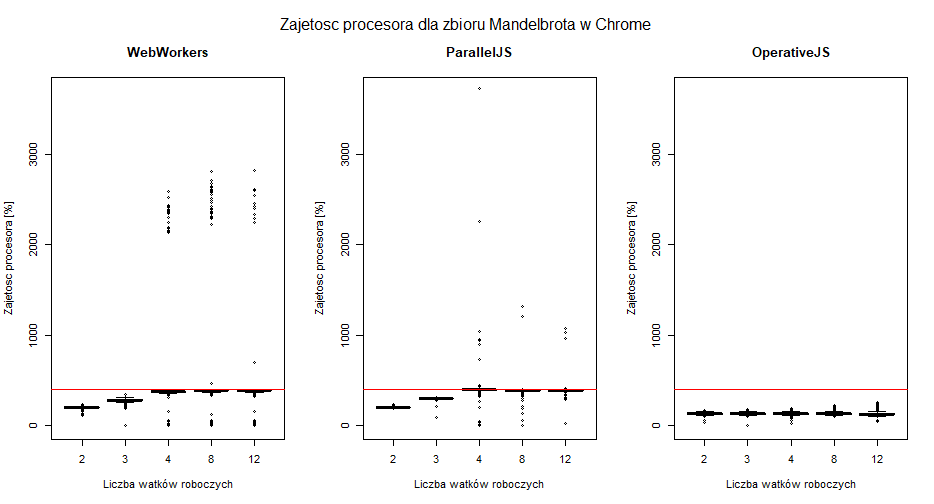 Zajetosc procesora dla zbioru Mandelbrota w Chrome
WebWorkers
Zajetosc procesora [%]
3000
2000
1000
0
2 3 4 8 12
Liczba watków roboczych
ParallelJS
Zajetosc procesora [%]
3000
2000
1000
0
2 3 4 8 12
Liczba watków roboczych
OperativeJS
Zajetosc procesora [%]
3000
2000
1000
0
2 3 4 8 12
Liczba watków roboczych